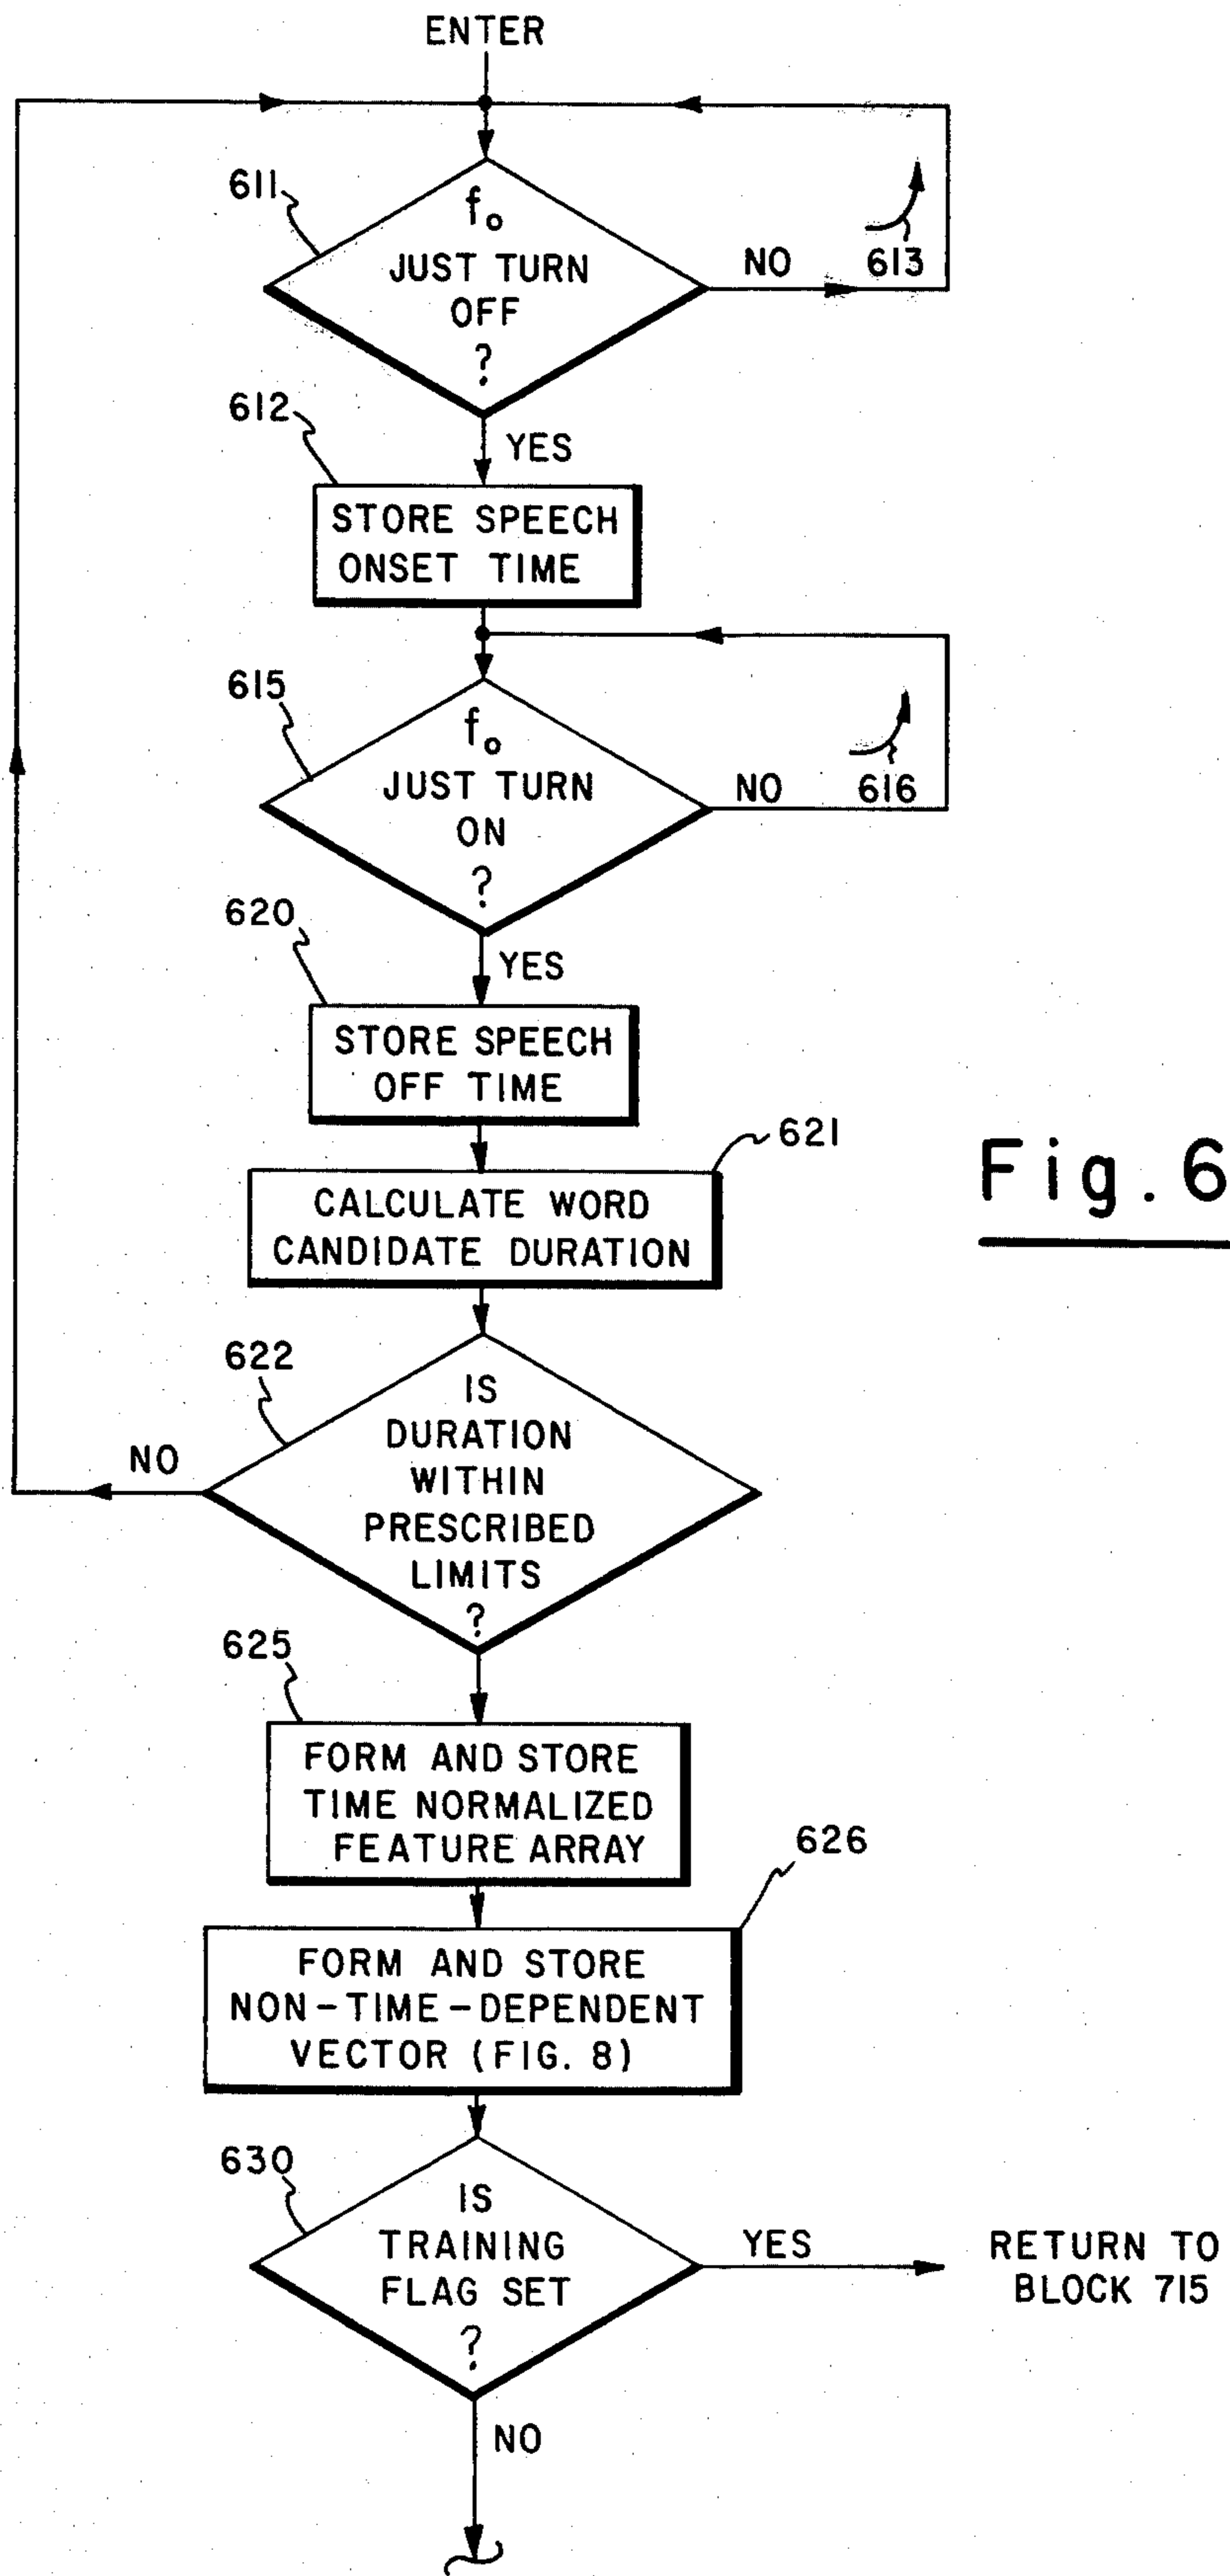 ENTER
611
f₀
JUST TURN
OFF
?
NO
613
YES
612
STORE SPEECH
ONSET TIME
615
f₀
JUST TURN
ON
?
NO
616
YES
620
STORE SPEECH
OFF TIME
621
CALCULATE WORD
CANDIDATE DURATION
Fig. 6
622
IS
DURATION
WITHIN
PRESCRIBED
LIMITS
?
NO
625
FORM AND STORE
TIME NORMALIZED
FEATURE ARRAY
626
FORM AND STORE
NON-TIME-DEPENDENT
VECTOR (FIG. 8)
630
IS
TRAINING
FLAG SET
?
YES
RETURN TO
BLOCK 715
NO